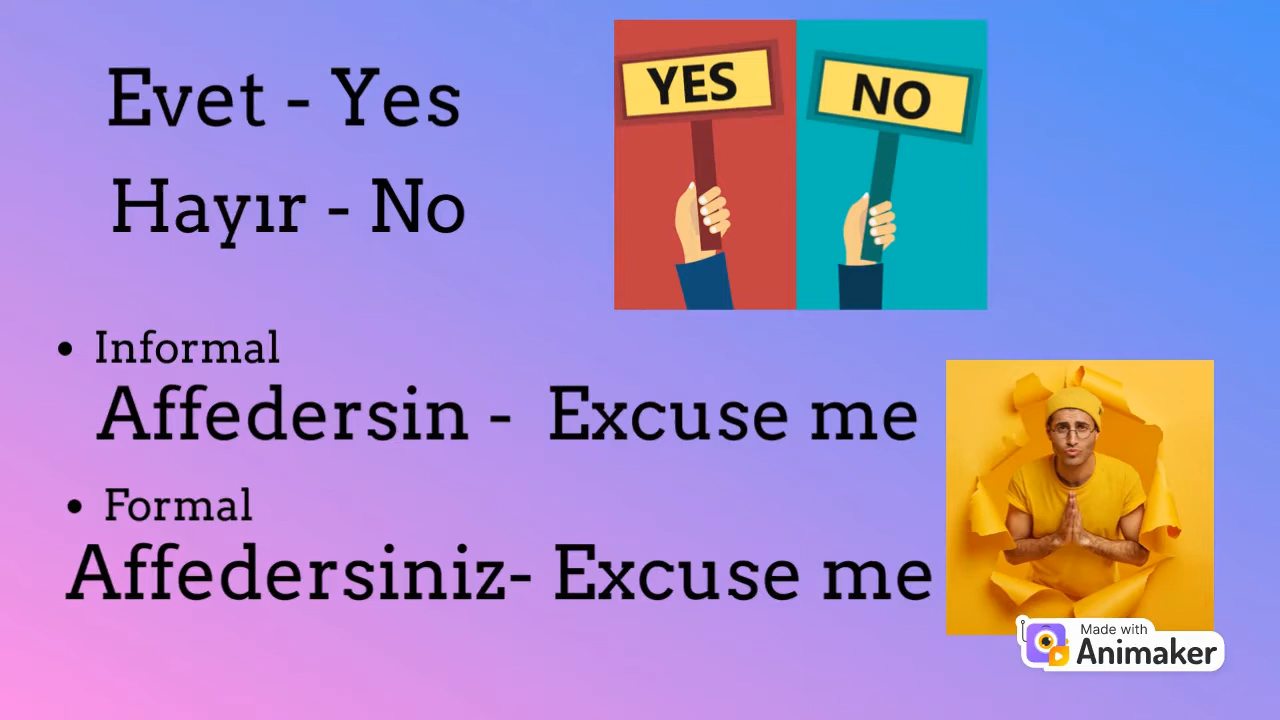 Evet - Yes
Hayır - No
YES
NO
• Informal
Affedersin - Excuse me
• Formal
Affedersiniz- Excuse me
Made with
Animaker